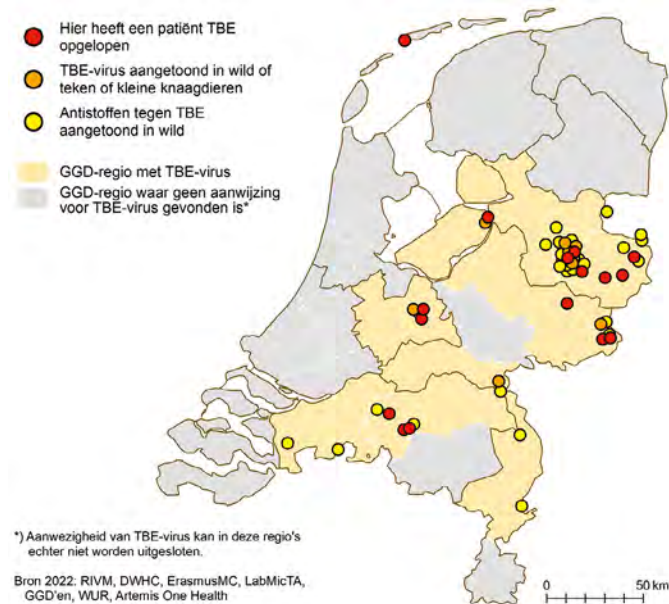 Hier heeft een patiënt TBE
opgelopen
TBE-virus aangetoond in wild of
teken of kleine knaagdieren
Antistoffen tegen TBE
aangetoond in wild
GGD-regio met TBE-virus
GGD-regio waar geen aanwijzing
voor TBE-virus gevonden is*
*) Aanwezigheid van TBE-virus kan in deze regio's
echter niet worden uitgesloten.
Bron 2022: RIVM, DWHC, ErasmusMC, LabMicTA,
GGD'en, WUR, Artemis One Health
0 50 km